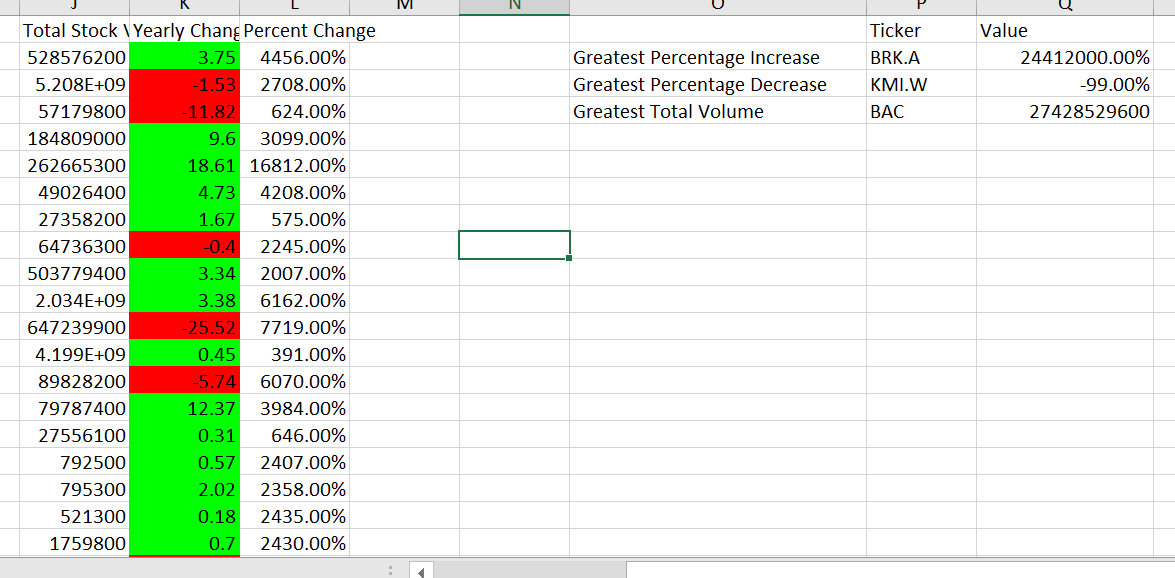 J K L M N O P Q
Total Stock Yearly Chang Percent Change Ticker Value
528576200 3.75 4456.00% Greatest Percentage Increase BRK.A 24412000.00%
5.208E+09 -1.53 2708.00% Greatest Percentage Decrease KMI.W -99.00%
57179800 -11.82 624.00% Greatest Total Volume BAC 27428529600
184809000 9.6 3099.00%
262665300 18.61 16812.00%
49026400 4.73 4208.00%
27358200 1.67 575.00%
64736300 -0.4 2245.00%
503779400 3.34 2007.00%
2.034E+09 3.38 6162.00%
647239900 -25.52 7719.00%
4.199E+09 0.45 391.00%
89828200 -5.74 6070.00%
79787400 12.37 3984.00%
27556100 0.31 646.00%
792500 0.57 2407.00%
795300 2.02 2358.00%
521300 0.18 2435.00%
1759800 0.7 2430.00%